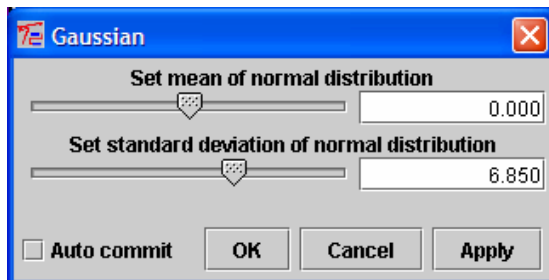 Gaussian
Set mean of normal distribution
0.000
Set standard deviation of normal distribution
6.850
Auto commit OK Cancel Apply